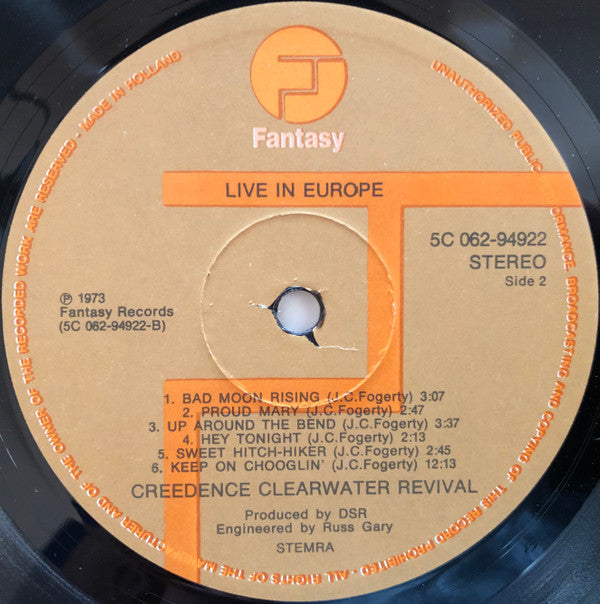 Fantasy
LIVE IN EUROPE
5C 062-94922
STEREO
Side 2
℗ 1973
Fantasy Records
(5C 062-94922-B)
1. BAD MOON RISING (J.C.Fogerty) 3:07
2. PROUD MARY (J.C.Fogerty) 2:47
3. UP AROUND THE BEND (J.C.Fogerty) 3:37
4. HEY TONIGHT (J.C.Fogerty) 2:13
5. SWEET HITCH-HIKER (J.C.Fogerty) 2:45
6. KEEP ON CHOOGLIN' (J.C.Fogerty) 12:13
CREEDENCE CLEARWATER REVIVAL
Produced by DSR
Engineered by Russ Gary
STEMRA
UNAUTHORIZED PUBLIC PERFORMANCE, BROADCASTING AND COPYING OF THIS RECORD PROHIBITED - ALL RIGHTS OF THE MANUFACTURER AND OF THE OWNER OF THE RECORDED WORK ARE RESERVED - MADE IN HOLLAND